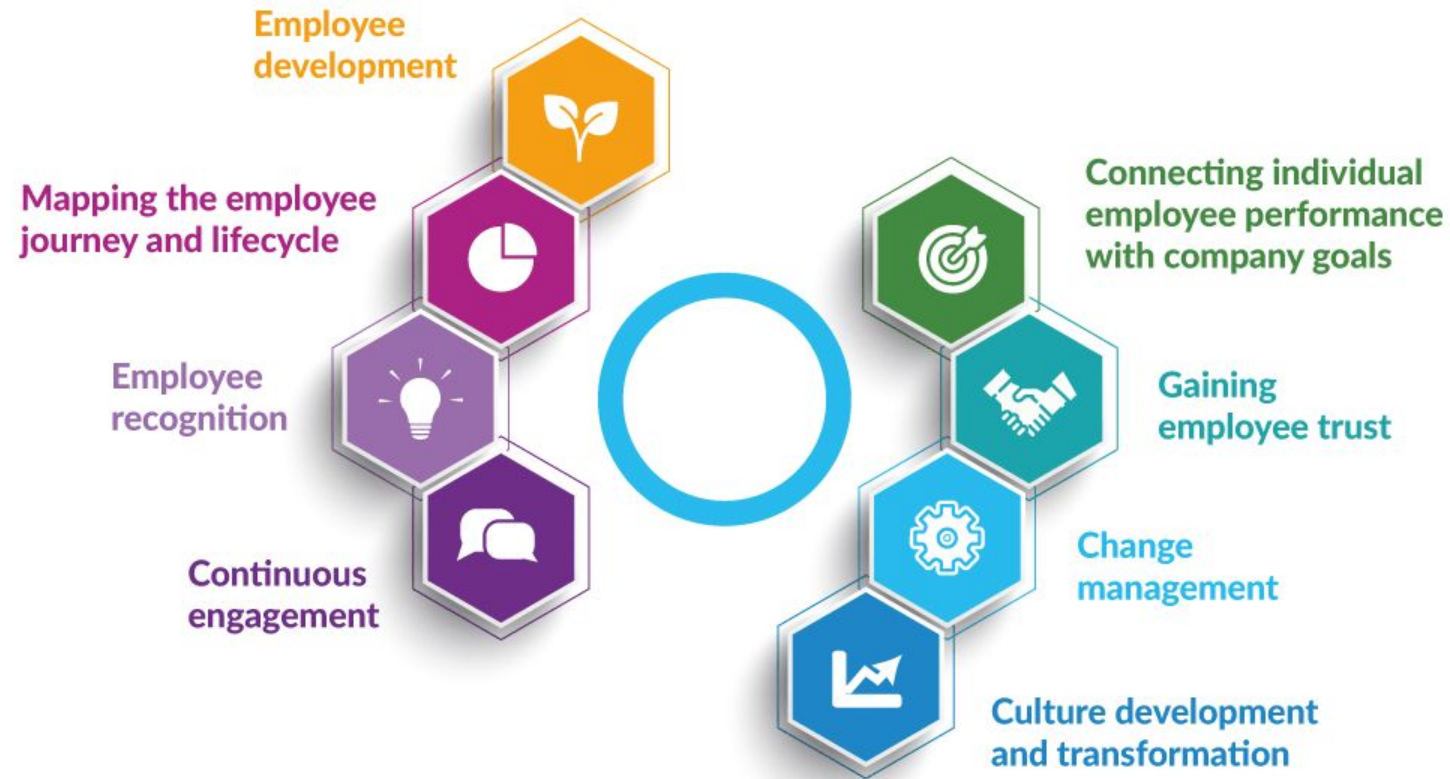 Employee
development
Mapping the employee
journey and lifecycle
Employee
recognition
Continuous
engagement
Connecting individual
employee performance
with company goals
Gaining
employee trust
Change
management
Culture development
and transformation